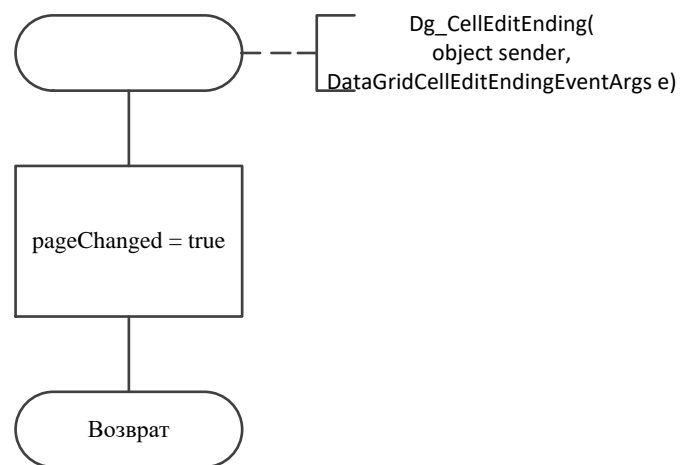 Dg_CellEditEnding(
object sender,
DataGridCellEditEndingEventArgs e)
pageChanged = true
Возврат